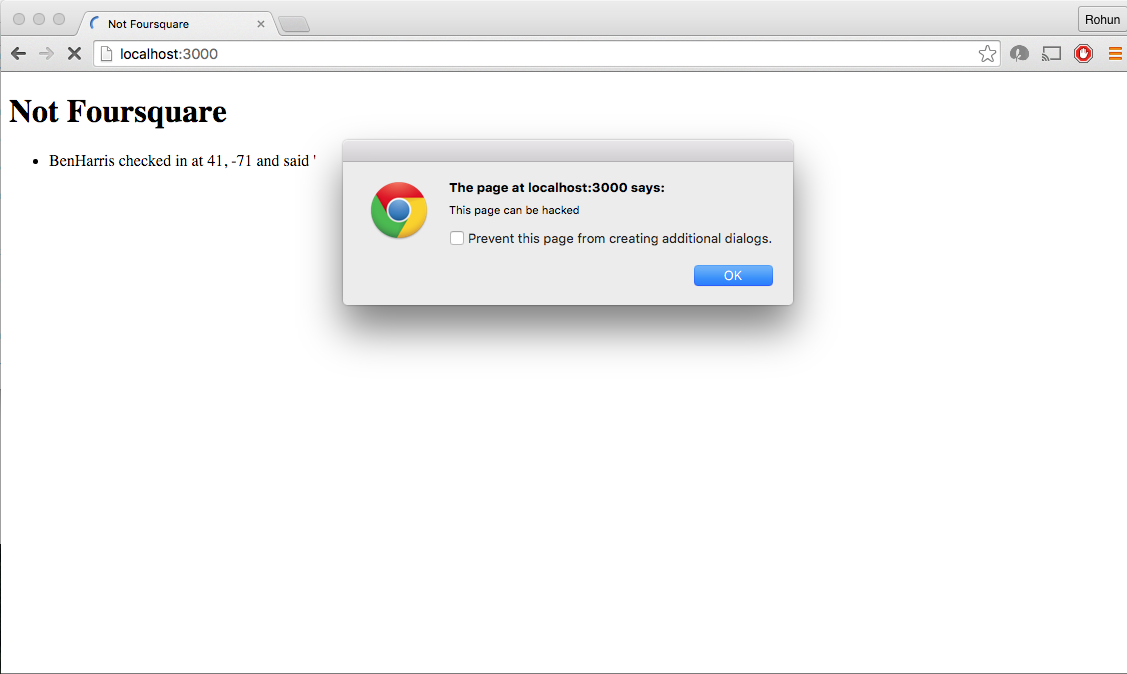 Not Foursquare
Rohun
localhost:3000
Not Foursquare
• BenHarris checked in at 41, -71 and said '
The page at localhost:3000 says:
This page can be hacked
Prevent this page from creating additional dialogs.
OK